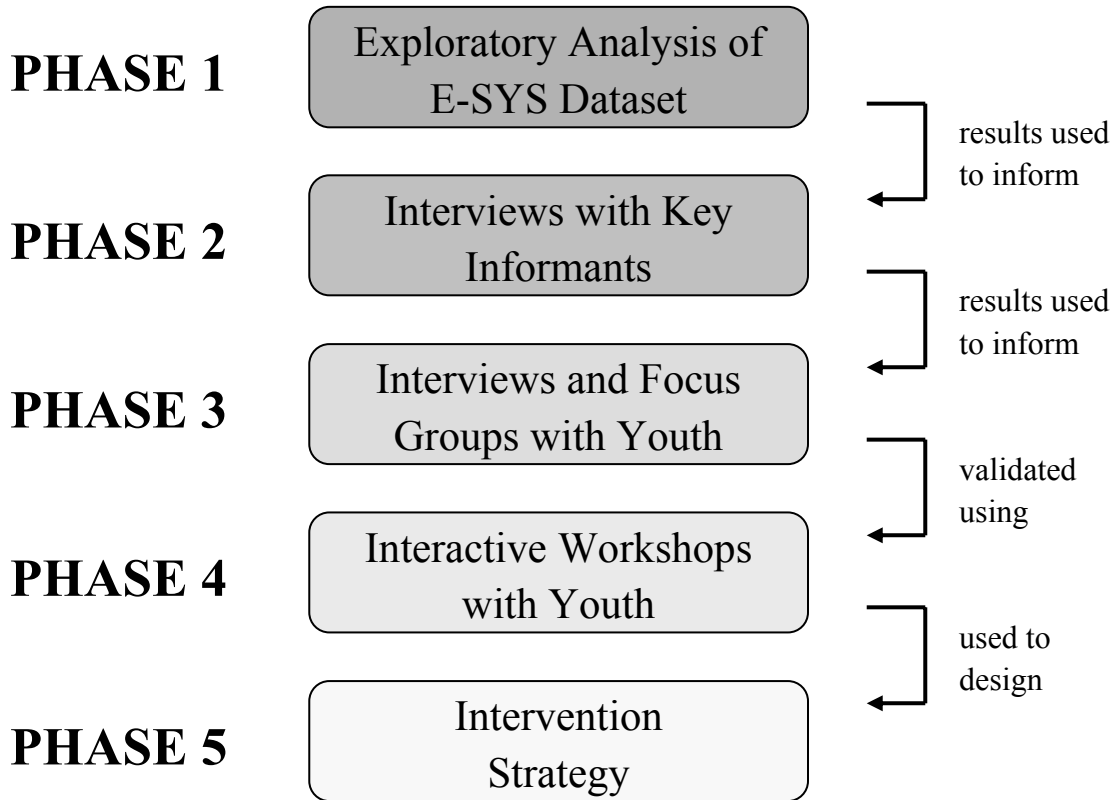 PHASE 1
Exploratory Analysis of
E-SYS Dataset
results used
to inform
PHASE 2
Interviews with Key
Informants
results used
to inform
PHASE 3
Interviews and Focus
Groups with Youth
validated
using
PHASE 4
Interactive Workshops
with Youth
used to
design
PHASE 5
Intervention
Strategy